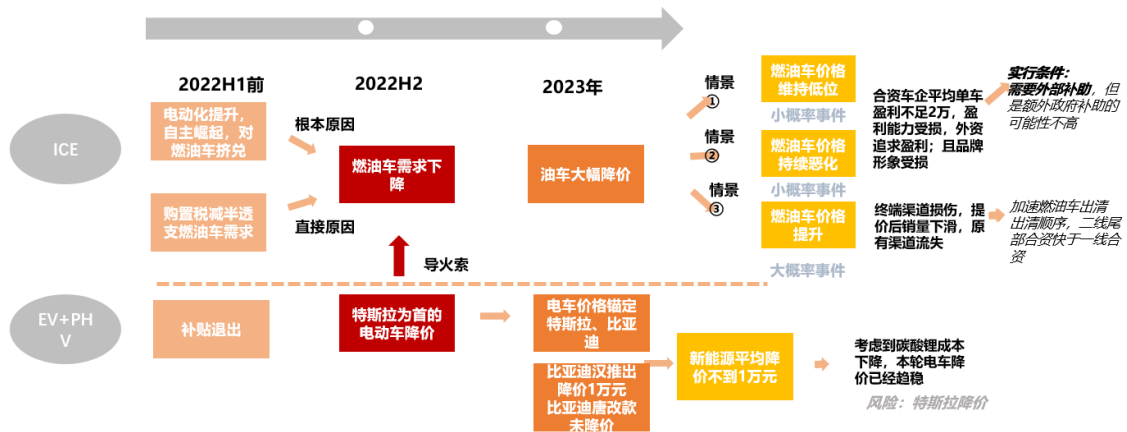 2022H1前
2022H2
2023年
ICE
电动化提升，
自主崛起，对
燃油车挤兑
购置税减半透
支燃油车需求
根本原因
直接原因
燃油车需求下
降
导火索
油车大幅降价
情景
①
情景
②
情景
③
燃油车价格
维持低位
小概率事件
燃油车价格
持续恶化
小概率事件
燃油车价格
提升
大概率事件
合资车企平均单车
盈利不足2万，盈
利能力受损，外资
追求盈利；且品牌
形象受损
实行条件：
需要外部补助，但
是额外政府补助的
可能性不高
终端渠道损伤，提
价后销量下滑，原
有渠道流失
加速燃油车出清
出清顺序，二线尾
部合资快于一线合
资
EV+PH
V
补贴退出
特斯拉为首的
电动车降价
电车价格锚定
特斯拉、比亚
迪
比亚迪汉推出
降价1万元
比亚迪唐改款
未降价
新能源平均降
价不到1万元
考虑到碳酸锂成本
下降，本轮电车降
价已经趋稳
风险：特斯拉降价